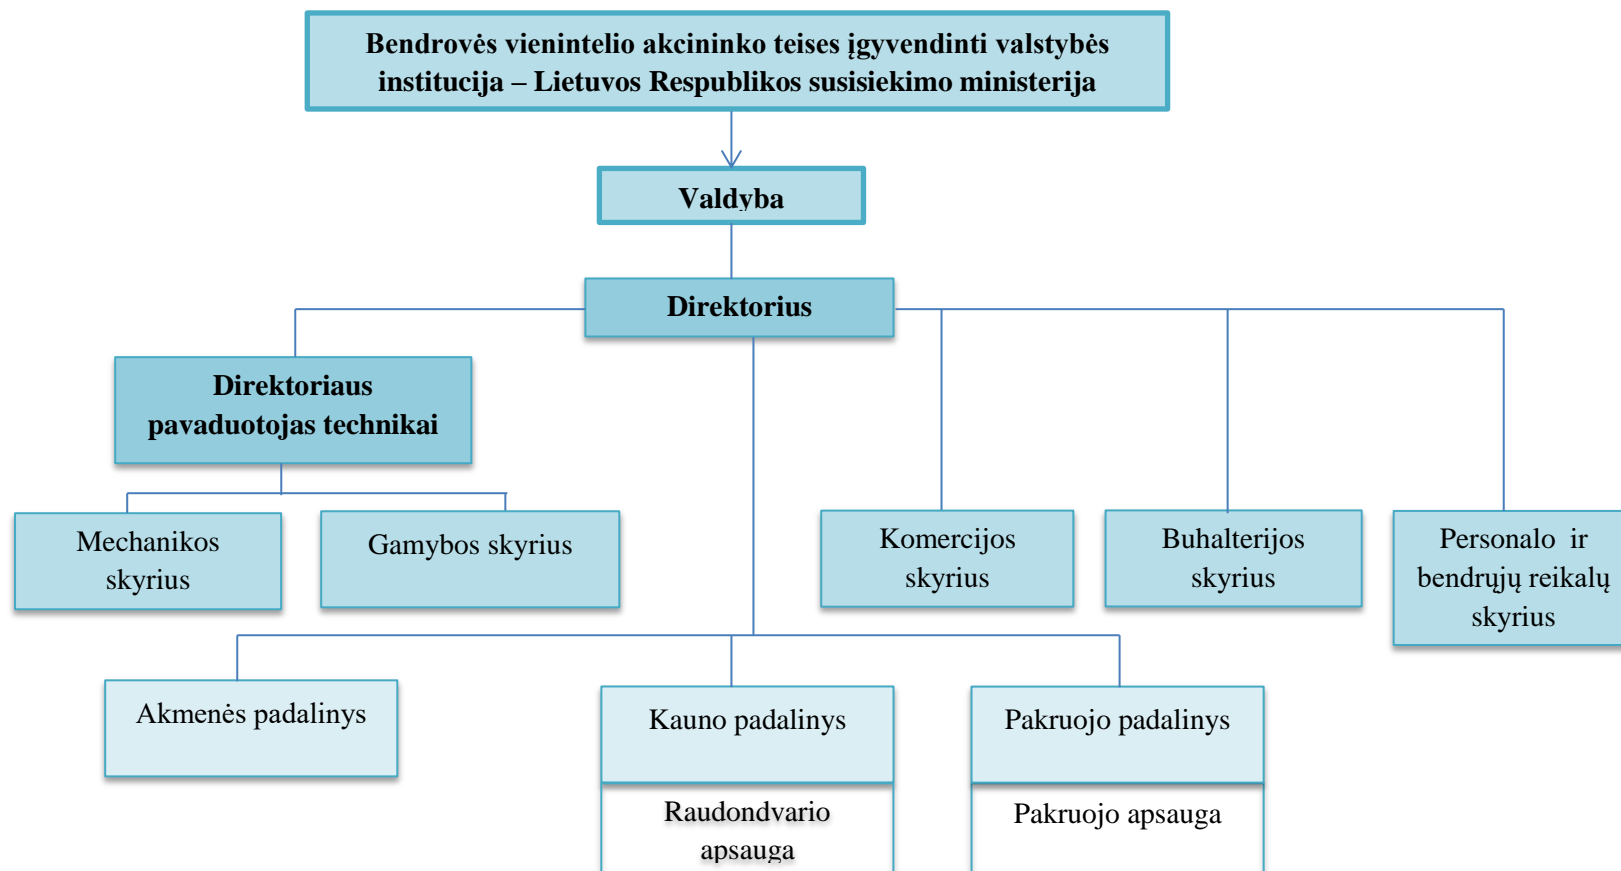 Bendrovės vienintelio akcininko teises įgyvendinti valstybės
institucija – Lietuvos Respublikos susisiekimo ministerija
Valdyba
Direktorius
Direktoriaus
pavaduotojas technikai
Mechanikos
skyrius
Gamybos skyrius
Komercijos
skyrius
Buhalterijos
skyrius
Personalo ir
bendrųjų reikalų
skyrius
Akmenės padalinys
Kauno padalinys
Pakruojo padalinys
Raudondvario
apsauga
Pakruojo apsauga